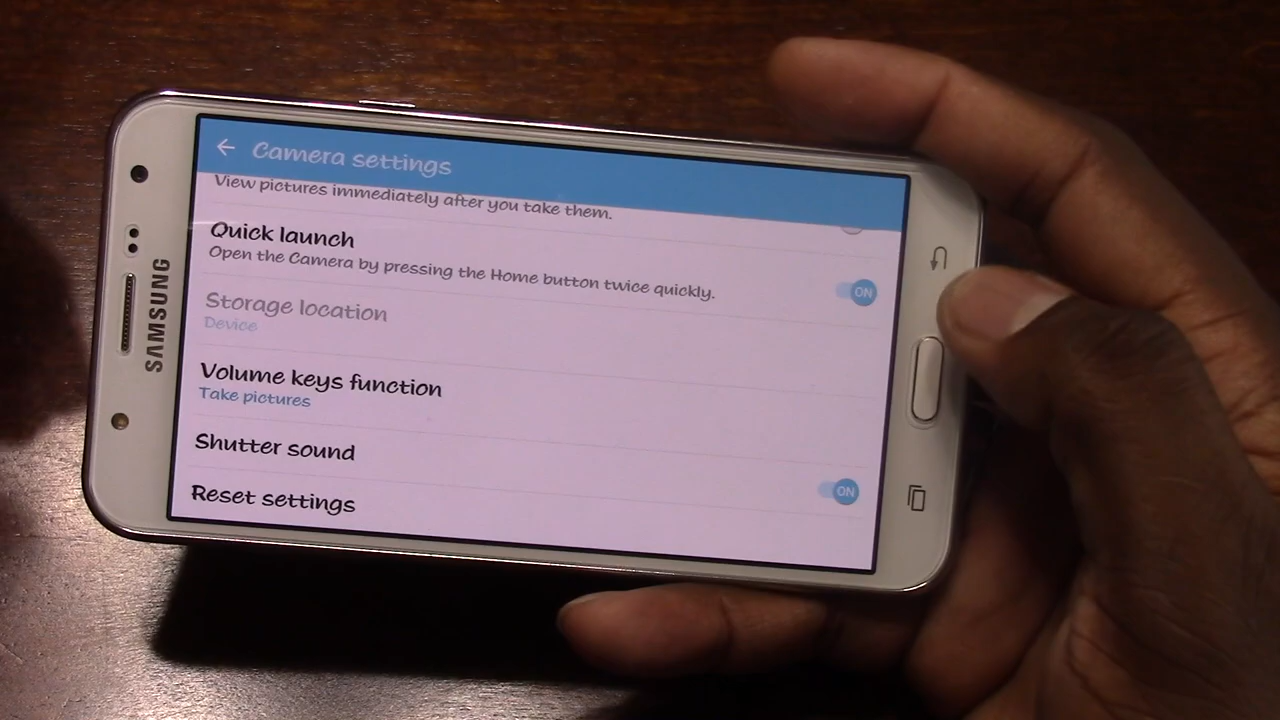 Camera settings
View pictures immediately after you take them.
Quick launch
Open the Camera by pressing the Home button twice quickly.
ON
Storage location
Device
Volume keys function
Take pictures
Shutter sound
ON
Reset settings
SAMSUNG